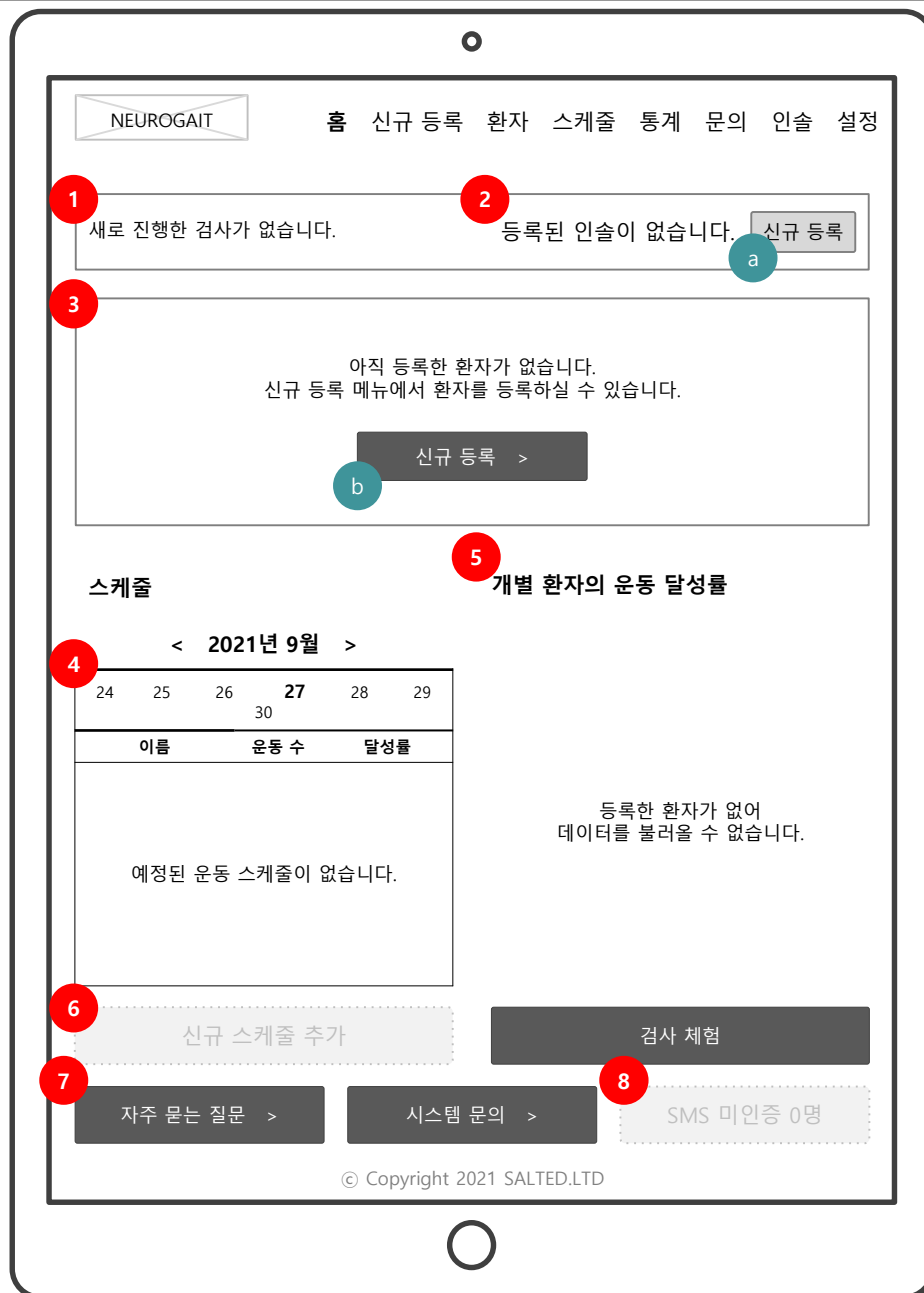 NEUROGAIT
홈 신규 등록 환자 스케줄 통계 문의 인솔 설정
1
새로 진행한 검사가 없습니다.
2
등록된 인솔이 없습니다.
신규 등록
a
3
아직 등록한 환자가 없습니다.
신규 등록 메뉴에서 환자를 등록하실 수 있습니다.
신규 등록 >
b
스케줄
< 2021년 9월 >
4
24 25 26 27 28 29
30
이름 운동 수 달성률
예정된 운동 스케줄이 없습니다.
5
개별 환자의 운동 달성률
등록한 환자가 없어
데이터를 불러올 수 없습니다.
6
신규 스케줄 추가
검사 체험
7
자주 묻는 질문 >
시스템 문의 >
8
SMS 미인증 0명
ⓒ Copyright 2021 SALTED.LTD